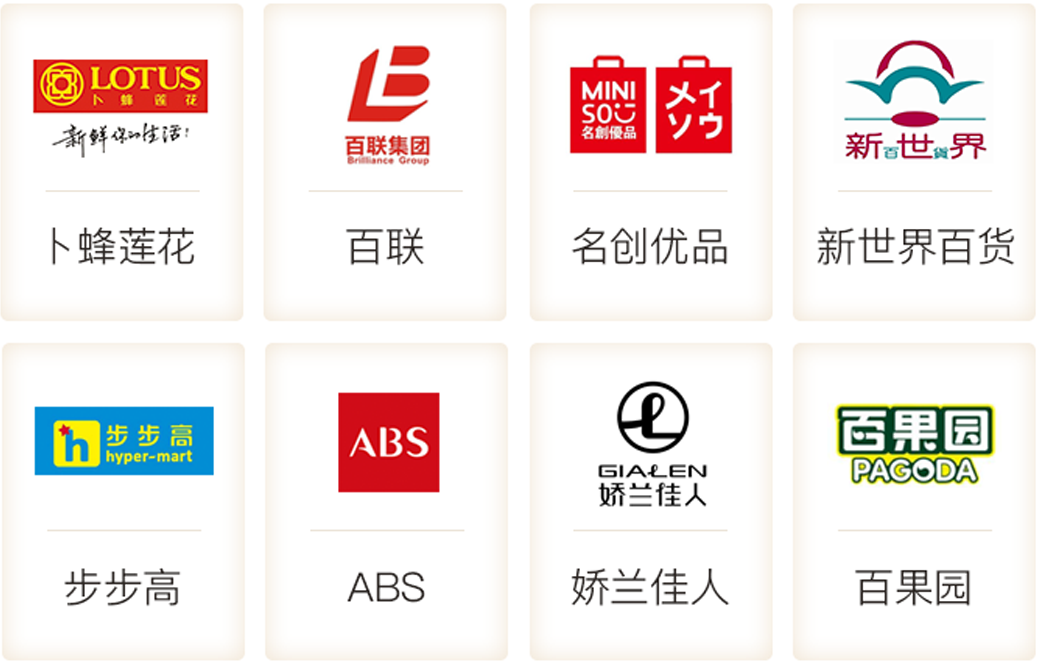 LOTUS
卜蜂莲花
新鲜你的生活!
卜蜂莲花
百联集团
Brilliance Group
百联
MINI
SO
名創優品
メイ
ソウ
名创优品
新百世貨界
新世界百货
h 步步高
hyper-mart
步步高
ABS
ABS
GIALEN
娇兰佳人
娇兰佳人
百果园
PAGODA
百果园